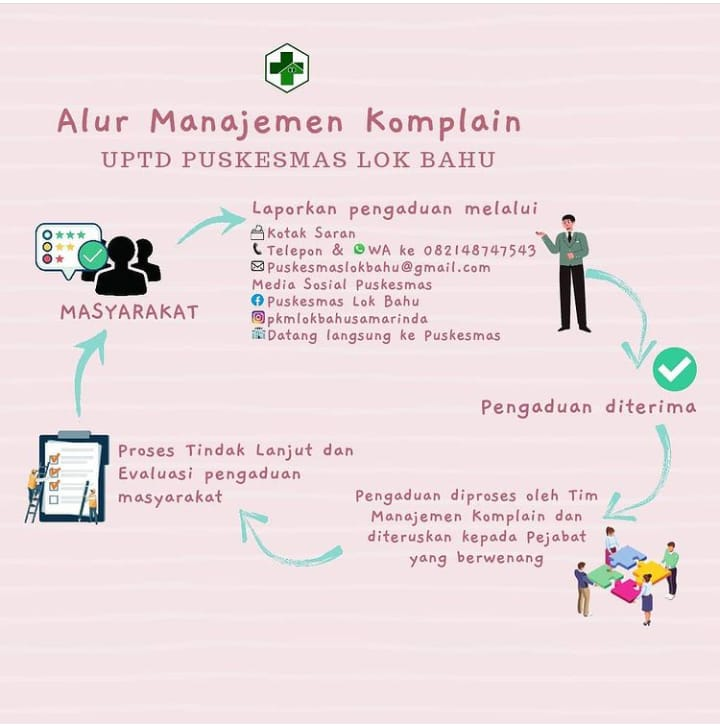 Alur Manajemen Komplain
UPTD PUSKESMAS LOK BAHU
Laporkan pengaduan melalui
Kotak Saran
Telepon & WA ke 082148747543
Puskesmaslokbahu@gmail.com
Media Sosial Puskesmas
Puskesmas Lok Bahu
pkmlokbahusamarinda
Datang langsung ke Puskesmas
MASYARAKAT
Pengaduan diterima
Pengaduan diproses oleh Tim
Manajemen Komplain dan
diteruskan kepada Pejabat
yang berwenang
Proses Tindak Lanjut dan
Evaluasi pengaduan
masyarakat